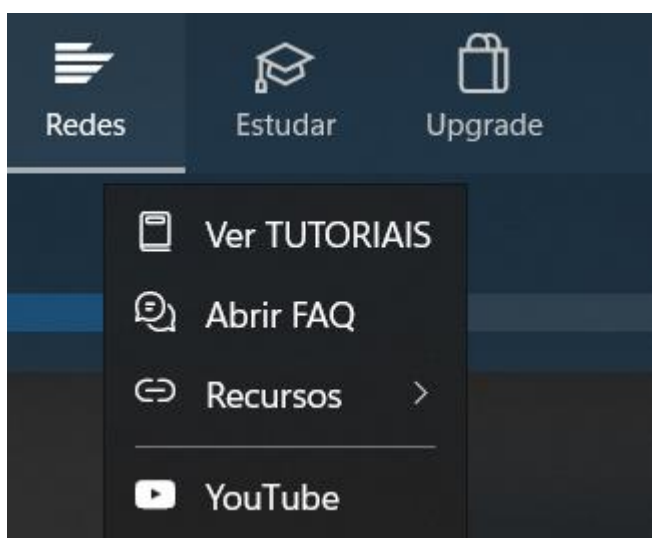 Redes
Estudar
Upgrade
Ver TUTORIAIS
Abrir FAQ
Recursos
YouTube